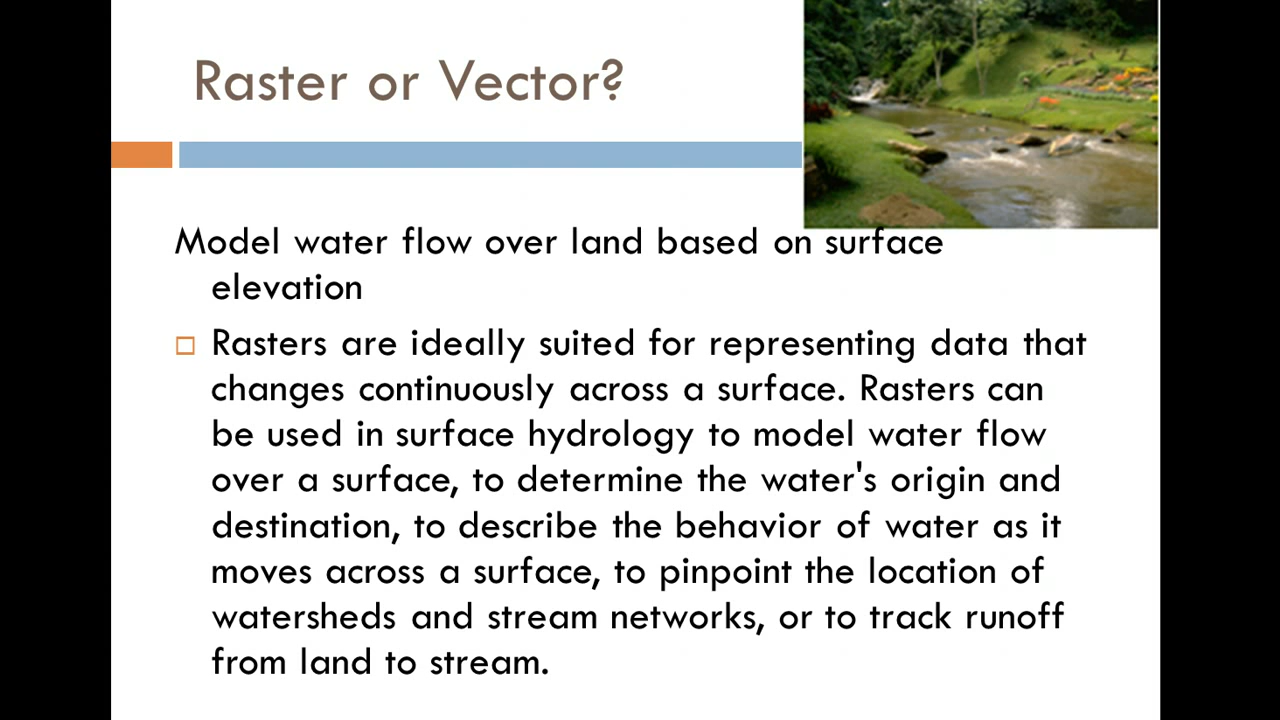 Raster or Vector?
Model water flow over land based on surface
elevation
Rasters are ideally suited for representing data that
changes continuously across a surface. Rasters can
be used in surface hydrology to model water flow
over a surface, to determine the water's origin and
destination, to describe the behavior of water as it
moves across a surface, to pinpoint the location of
watersheds and stream networks, or to track runoff
from land to stream.